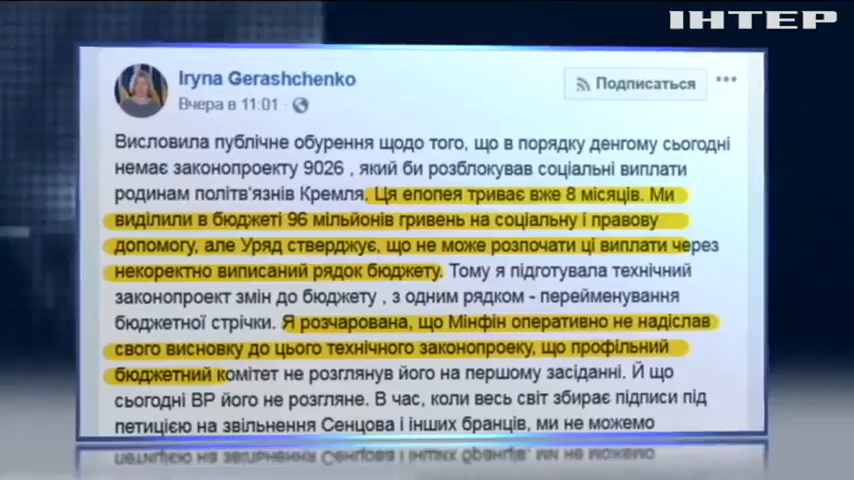 ІНТЕР
Iryna Gerashchenko
Подписаться
Вчера в 11:01 ·
Висловила публічне обурення щодо того, що в порядку денгому сьогодні
немає законопроекту 9026 , який би розблокував соціальні виплати
родинам політв'язнів Кремля. Ця епопея триває вже 8 місяців. Ми
виділили в бюджеті 96 мільйонів гривень на соціальну і правову
допомогу, але Уряд стверджує, що не може розпочати ці виплати через
некоректно виписаний рядок бюджету. Тому я підготувала технічний
законопроект змін до бюджету , з одним рядком - перейменування
бюджетної стрічки. Я розчарована, що Мінфін оперативно не надіслав
свого висновку до цього технічного законопроеку, що профільний
бюджетний комітет не розглянув його на першому засіданні. Й що
сьогодні ВР його не розгляне. В час, коли весь світ збирає підписи під
петицією на звільнення Сенцова і інших бранців, ми не можемо